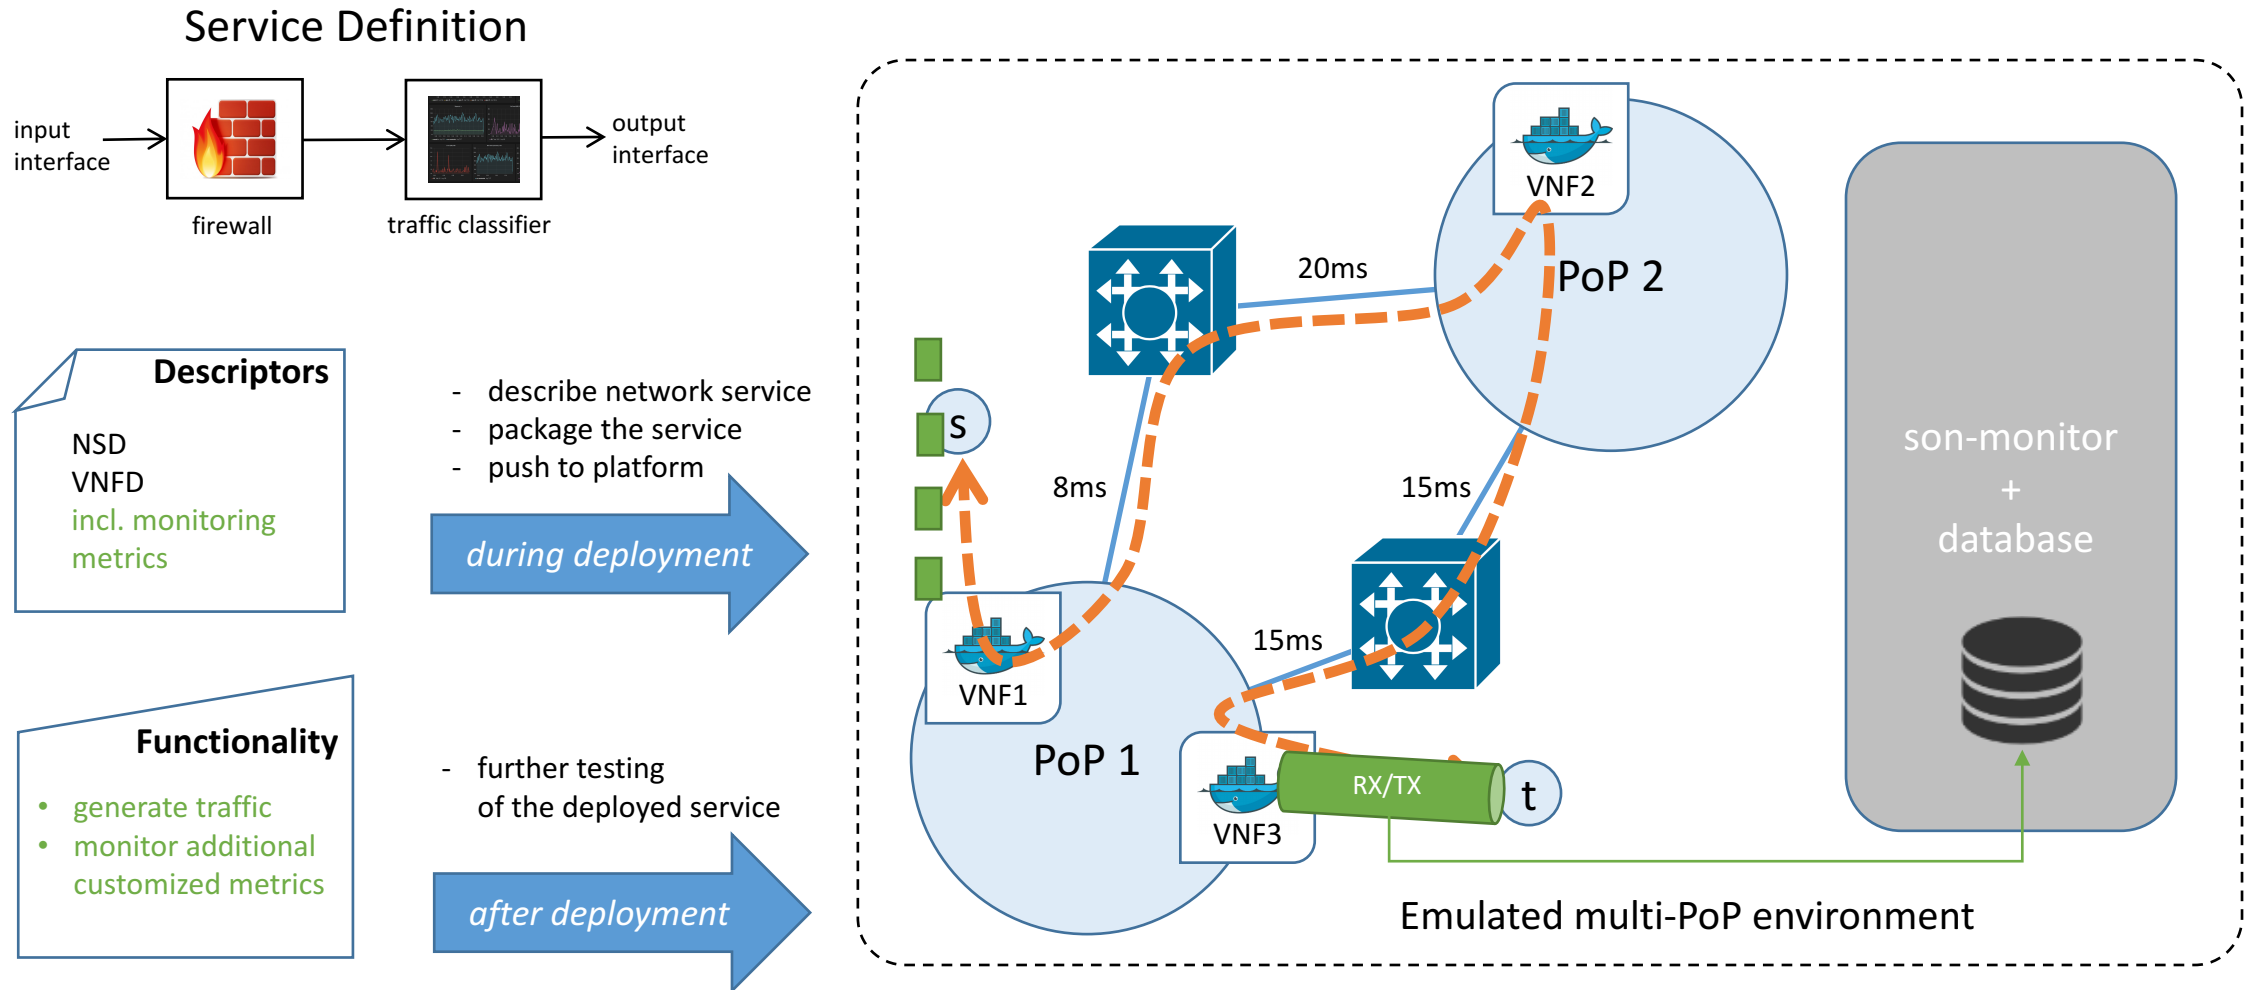 Service Definition
input
interface
output
interface
firewall
traffic classifier
Descriptors
NSD
VNFD
incl. monitoring
metrics
- describe network service
- package the service
- push to platform
during deployment
Functionality
• generate traffic
• monitor additional
customized metrics
- further testing
of the deployed service
after deployment
VNF2
PoP 2
20ms
s
8ms
15ms
15ms
VNF1
PoP 1
VNF3
RX/TX
t
son-monitor
+
database
Emulated multi-PoP environment